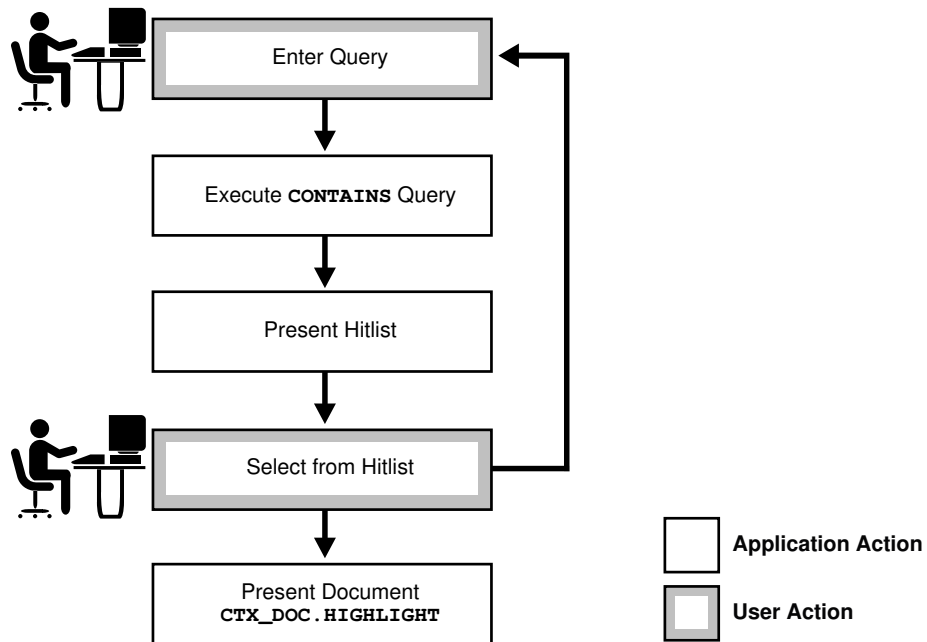 Enter Query
Execute CONTAINS Query
Present Hitlist
Select from Hitlist
Present Document
CTX_DOC.HIGHLIGHT
Application Action
User Action